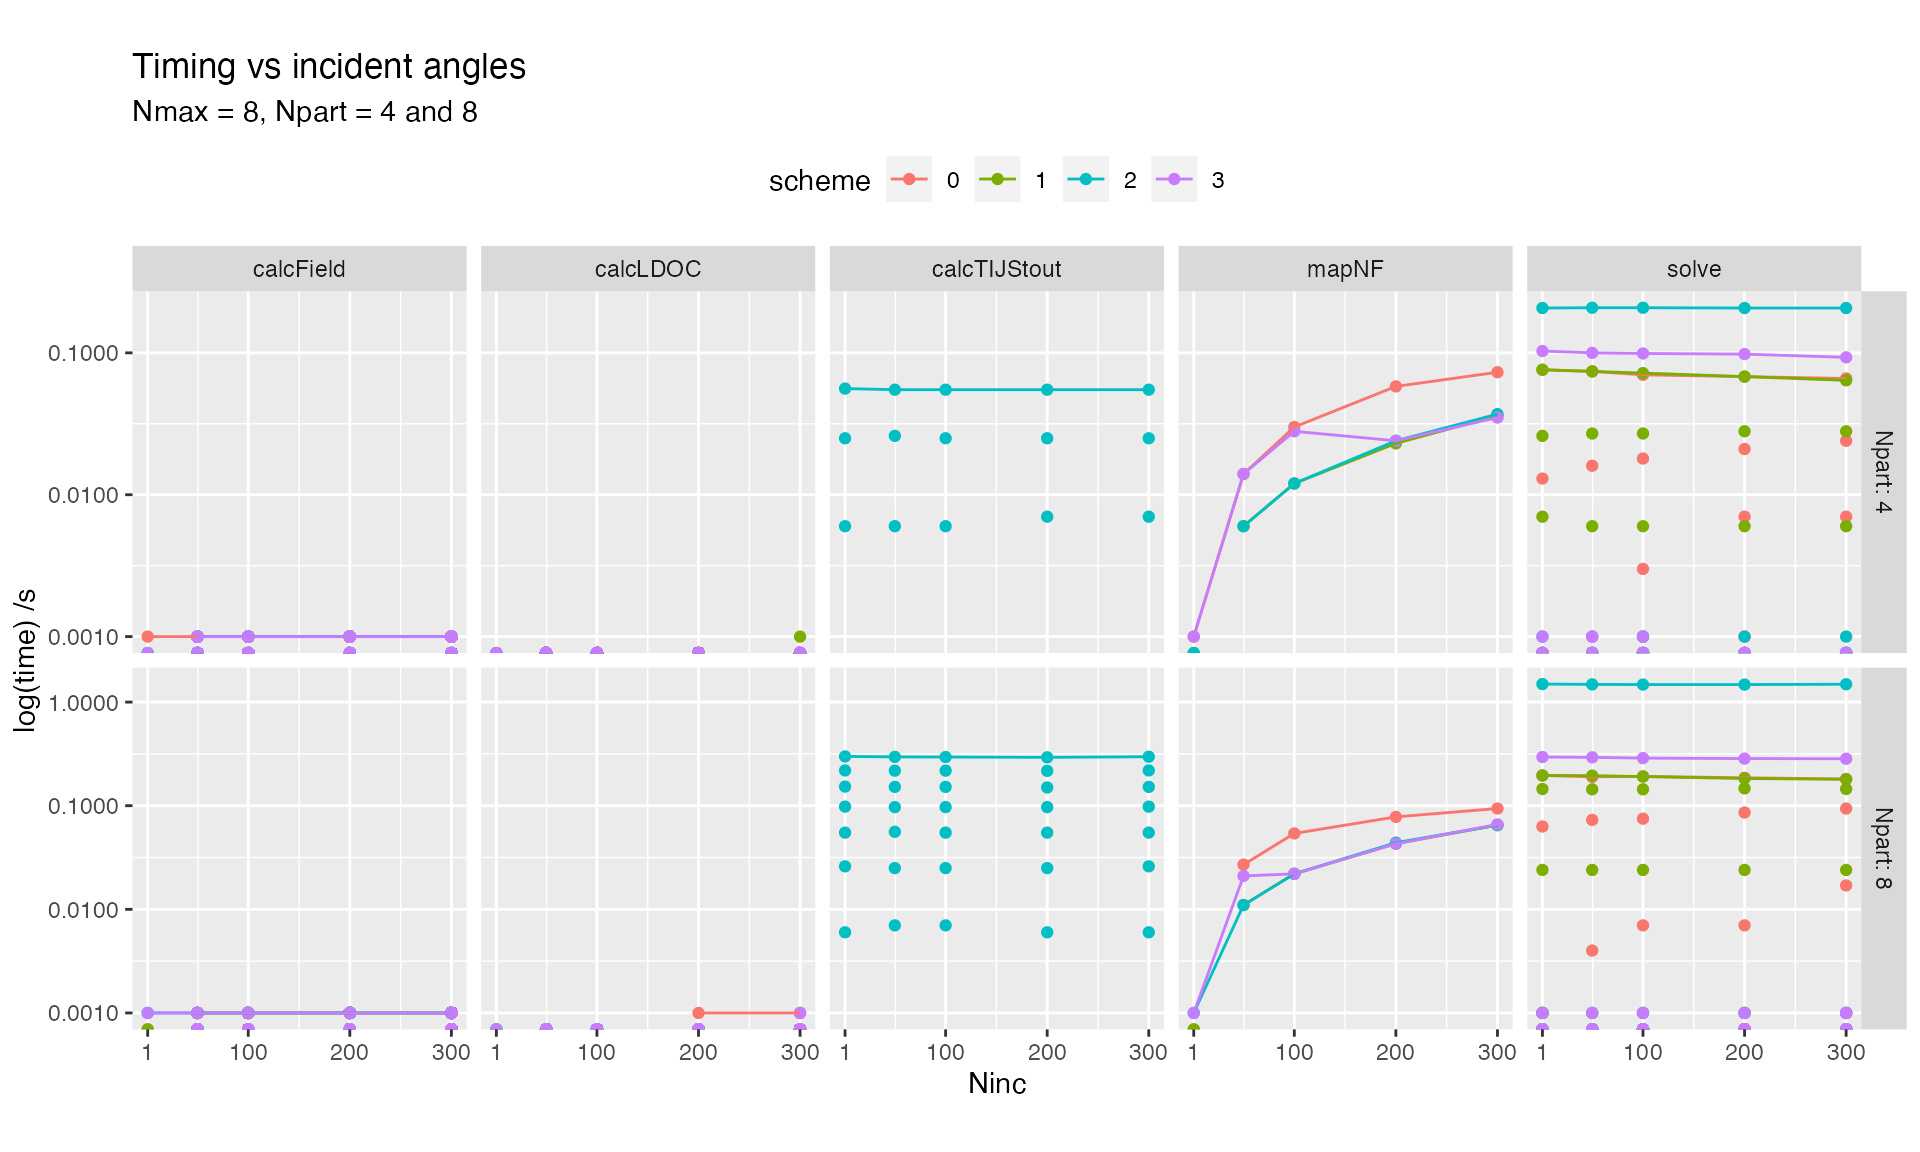 Timing vs incident angles
Nmax = 8, Npart = 4 and 8
scheme 0 1 2 3
calcField calcLDOC calcTIJStout mapNF solve
0.1000
0.0100
0.0010
Npart: 4
log(time) /s
1.0000
0.1000
0.0100
0.0010
Npart: 8
1 100 200 300 1 100 200 300 1 100 200 300 1 100 200 300 1 100 200 300
Ninc